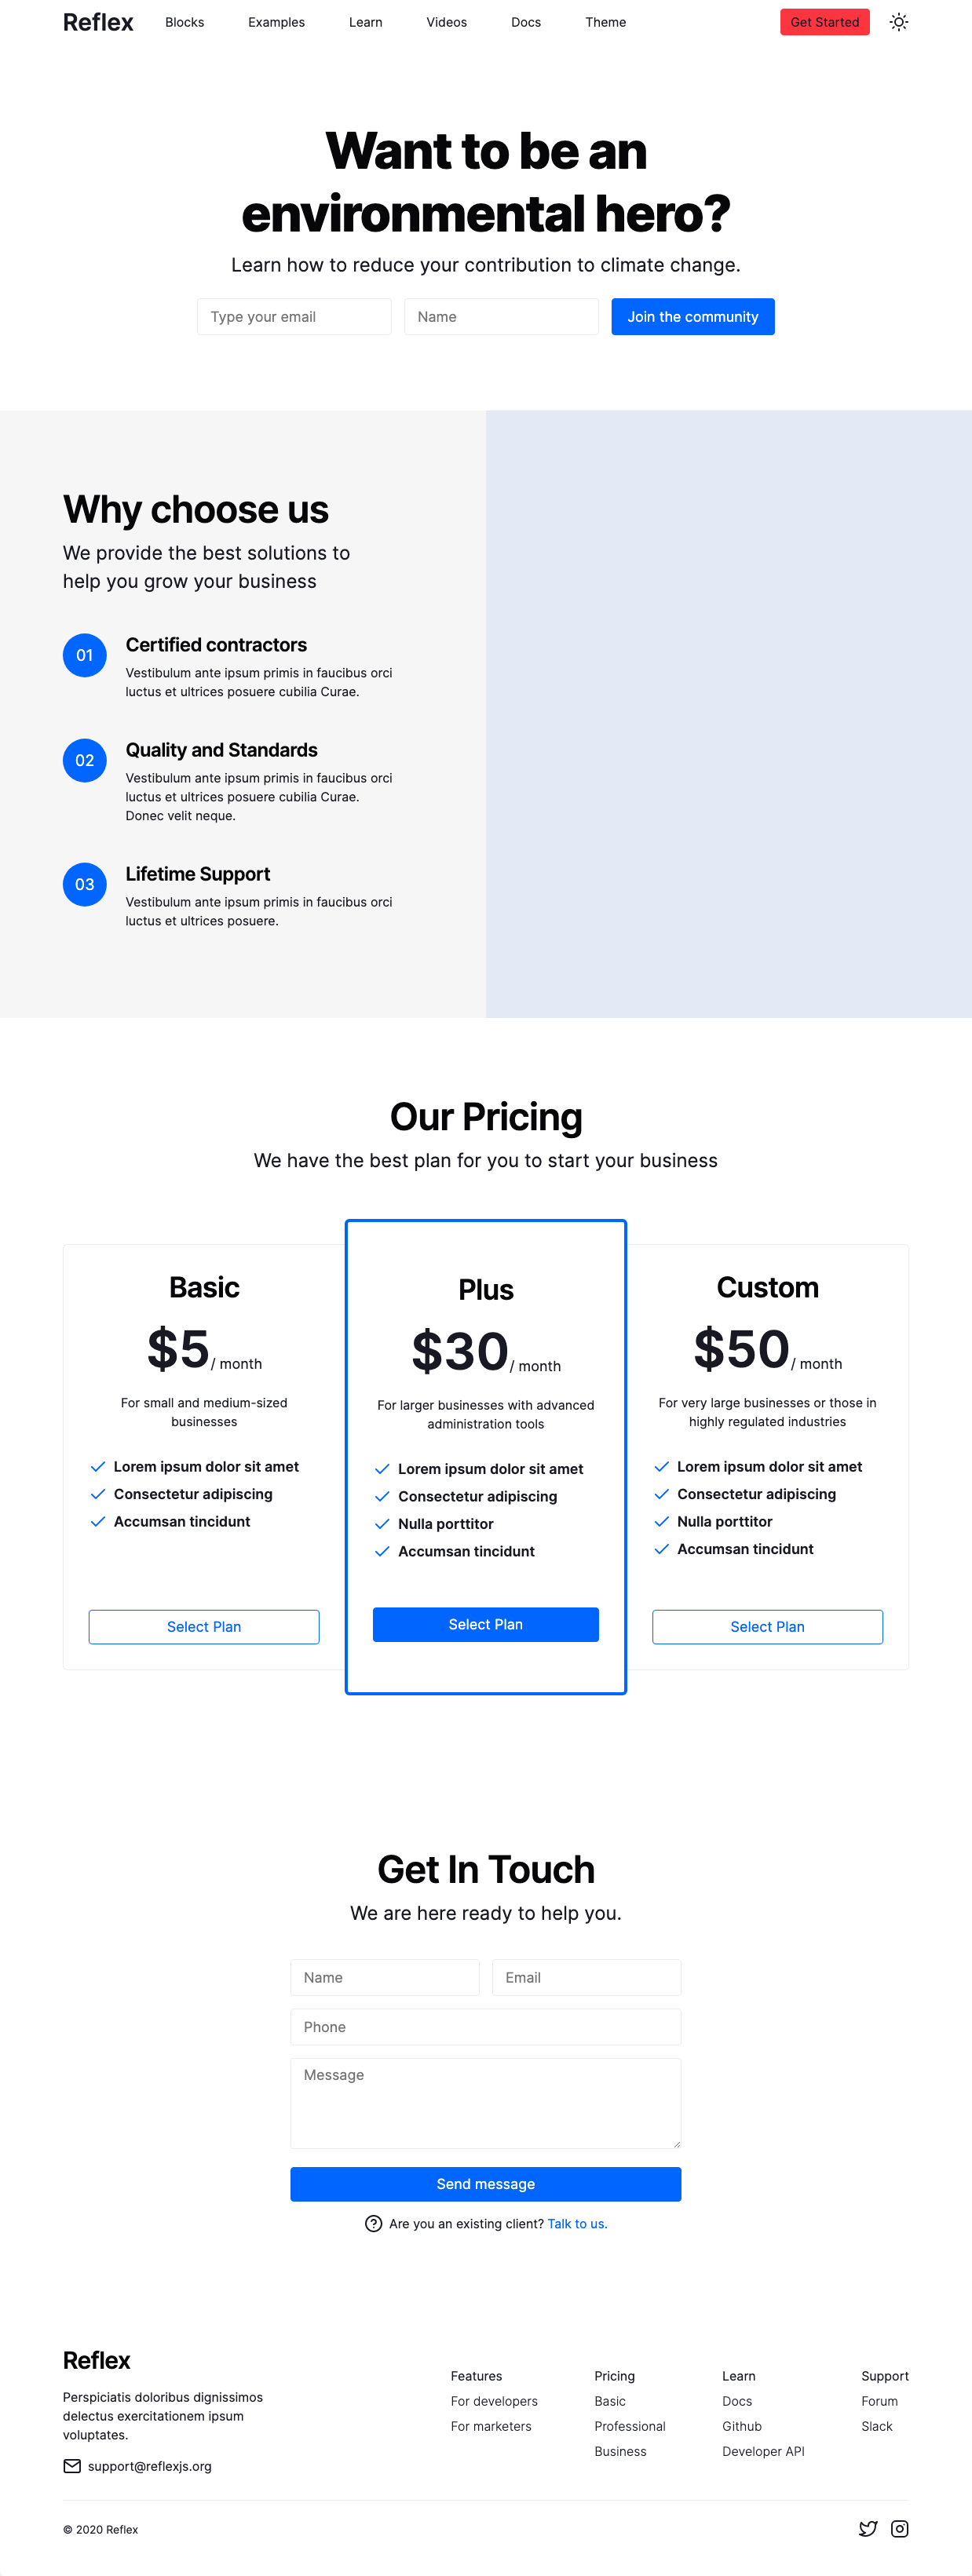 Reflex
Blocks
Examples
Learn
Videos
Docs
Theme
Get Started
Want to be an
environmental hero?
Learn how to reduce your contribution to climate change.
Type your email
Name
Join the community
Why choose us
We provide the best solutions to
help you grow your business
01
Certified contractors
Vestibulum ante ipsum primis in faucibus orci
luctus et ultrices posuere cubilia Curae.
02
Quality and Standards
Vestibulum ante ipsum primis in faucibus orci
luctus et ultrices posuere cubilia Curae.
Donec velit neque.
03
Lifetime Support
Vestibulum ante ipsum primis in faucibus orci
luctus et ultrices posuere.
Our Pricing
We have the best plan for you to start your business
Basic
$5/ month
For small and medium-sized
businesses
Lorem ipsum dolor sit amet
Consectetur adipiscing
Accumsan tincidunt
Select Plan
Plus
$30/ month
For larger businesses with advanced
administration tools
Lorem ipsum dolor sit amet
Consectetur adipiscing
Nulla porttitor
Accumsan tincidunt
Select Plan
Custom
$50/ month
For very large businesses or those in
highly regulated industries
Lorem ipsum dolor sit amet
Consectetur adipiscing
Nulla porttitor
Accumsan tincidunt
Select Plan
Get In Touch
We are here ready to help you.
Name
Email
Phone
Message
Send message
Are you an existing client? Talk to us.
Reflex
Perspiciatis doloribus dignissimos
delectus exercitationem ipsum
voluptates.
support@reflexjs.org
Features
For developers
For marketers
Pricing
Basic
Professional
Business
Learn
Docs
Github
Developer API
Support
Forum
Slack
© 2020 Reflex